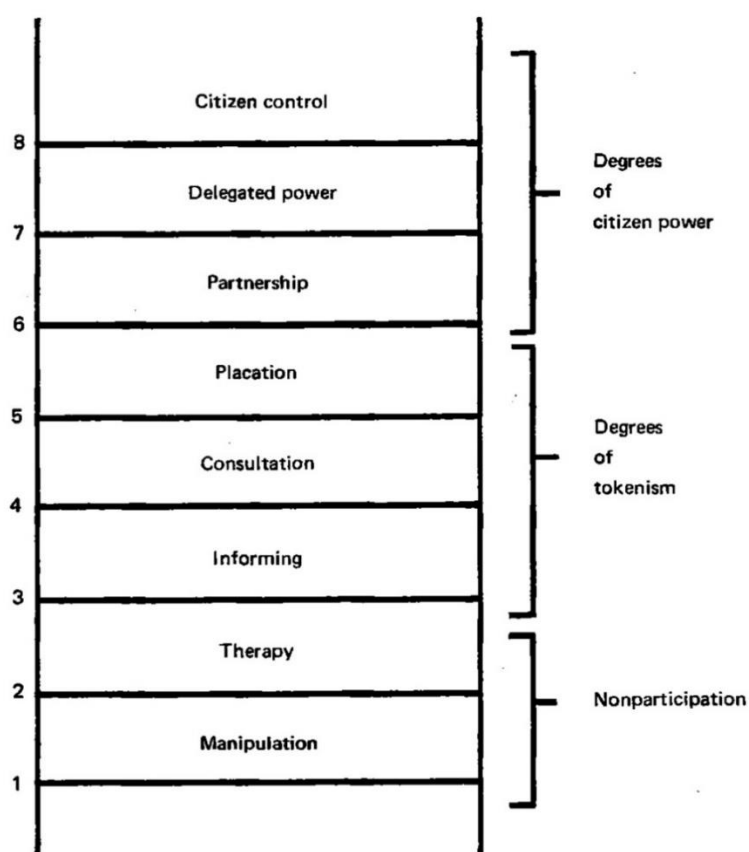 Citizen control
8
Delegated power
7
Partnership
6
Placation
5
Consultation
4
Informing
3
Therapy
2
Manipulation
1
Degrees
of
citizen power
Degrees
of
tokenism
Nonparticipation